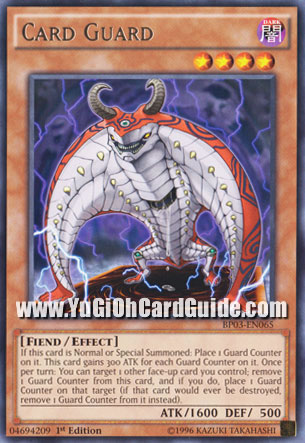 CARD GUARD
DARK
闇
www.YuGiOhCardGuide.com
BP03-EN065
[FIEND / EFFECT]
If this card is Normal or Special Summoned: Place 1 Guard Counter
on it. This card gains 300 ATK for each Guard Counter on it. Once
per turn: You can target 1 other face-up card you control; remove
1 Guard Counter from this card, and if you do, place 1 Guard
Counter on that target (if that card would ever be destroyed,
remove 1 Guard Counter from it instead).
ATK/1600 DEF/ 500
04694209 1st Edition ©1996 KAZUKI TAKAHASHI